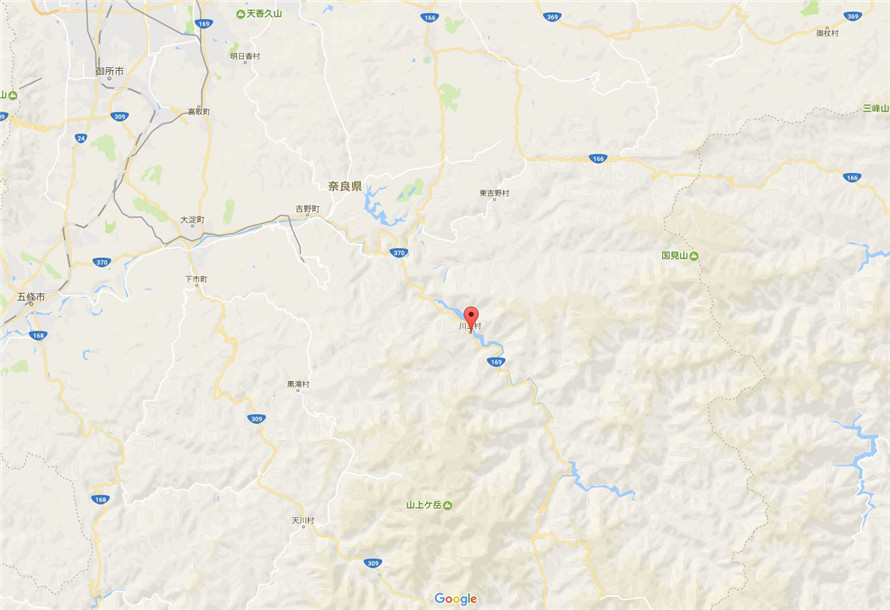 天香久山
166
369
369
169
御杖村
明日香村
御所市
山
309
高取町
三峰山
24
166
166
奈良県
東吉野村
吉野町
大淀町
370
国見山
370
下市町
五條市
川上村
168
169
黒滝村
309
168
山上ケ岳
天川村
309
Google